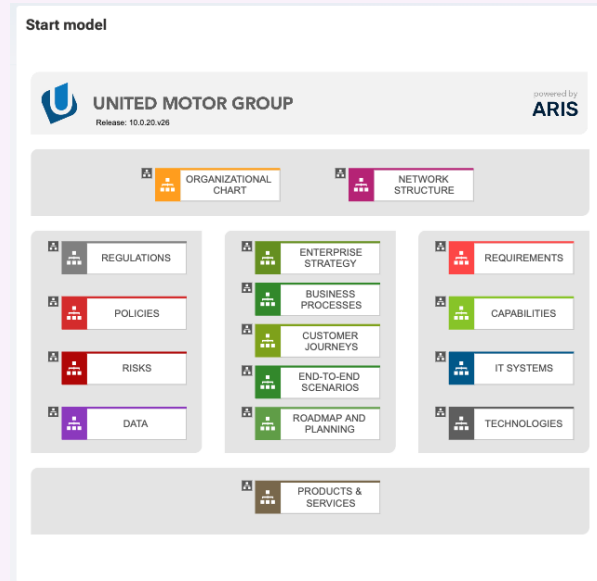 Start model
UNITED MOTOR GROUP
Release: 10.0.20.v26
powered by
ARIS
ORGANIZATIONAL
CHART
NETWORK
STRUCTURE
REGULATIONS
POLICIES
RISKS
DATA
ENTERPRISE
STRATEGY
BUSINESS
PROCESSES
CUSTOMER
JOURNEYS
END-TO-END
SCENARIOS
ROADMAP AND
PLANNING
REQUIREMENTS
CAPABILITIES
IT SYSTEMS
TECHNOLOGIES
PRODUCTS &
SERVICES